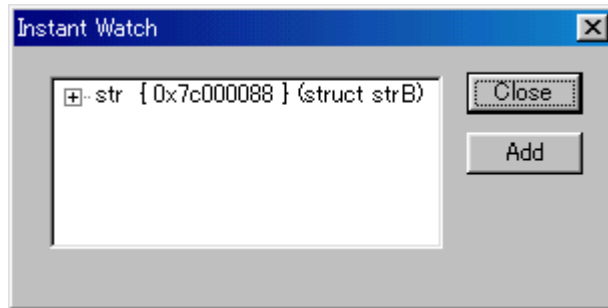 Instant Watch
str { 0x7c000088 } (struct strB)
Close
Add